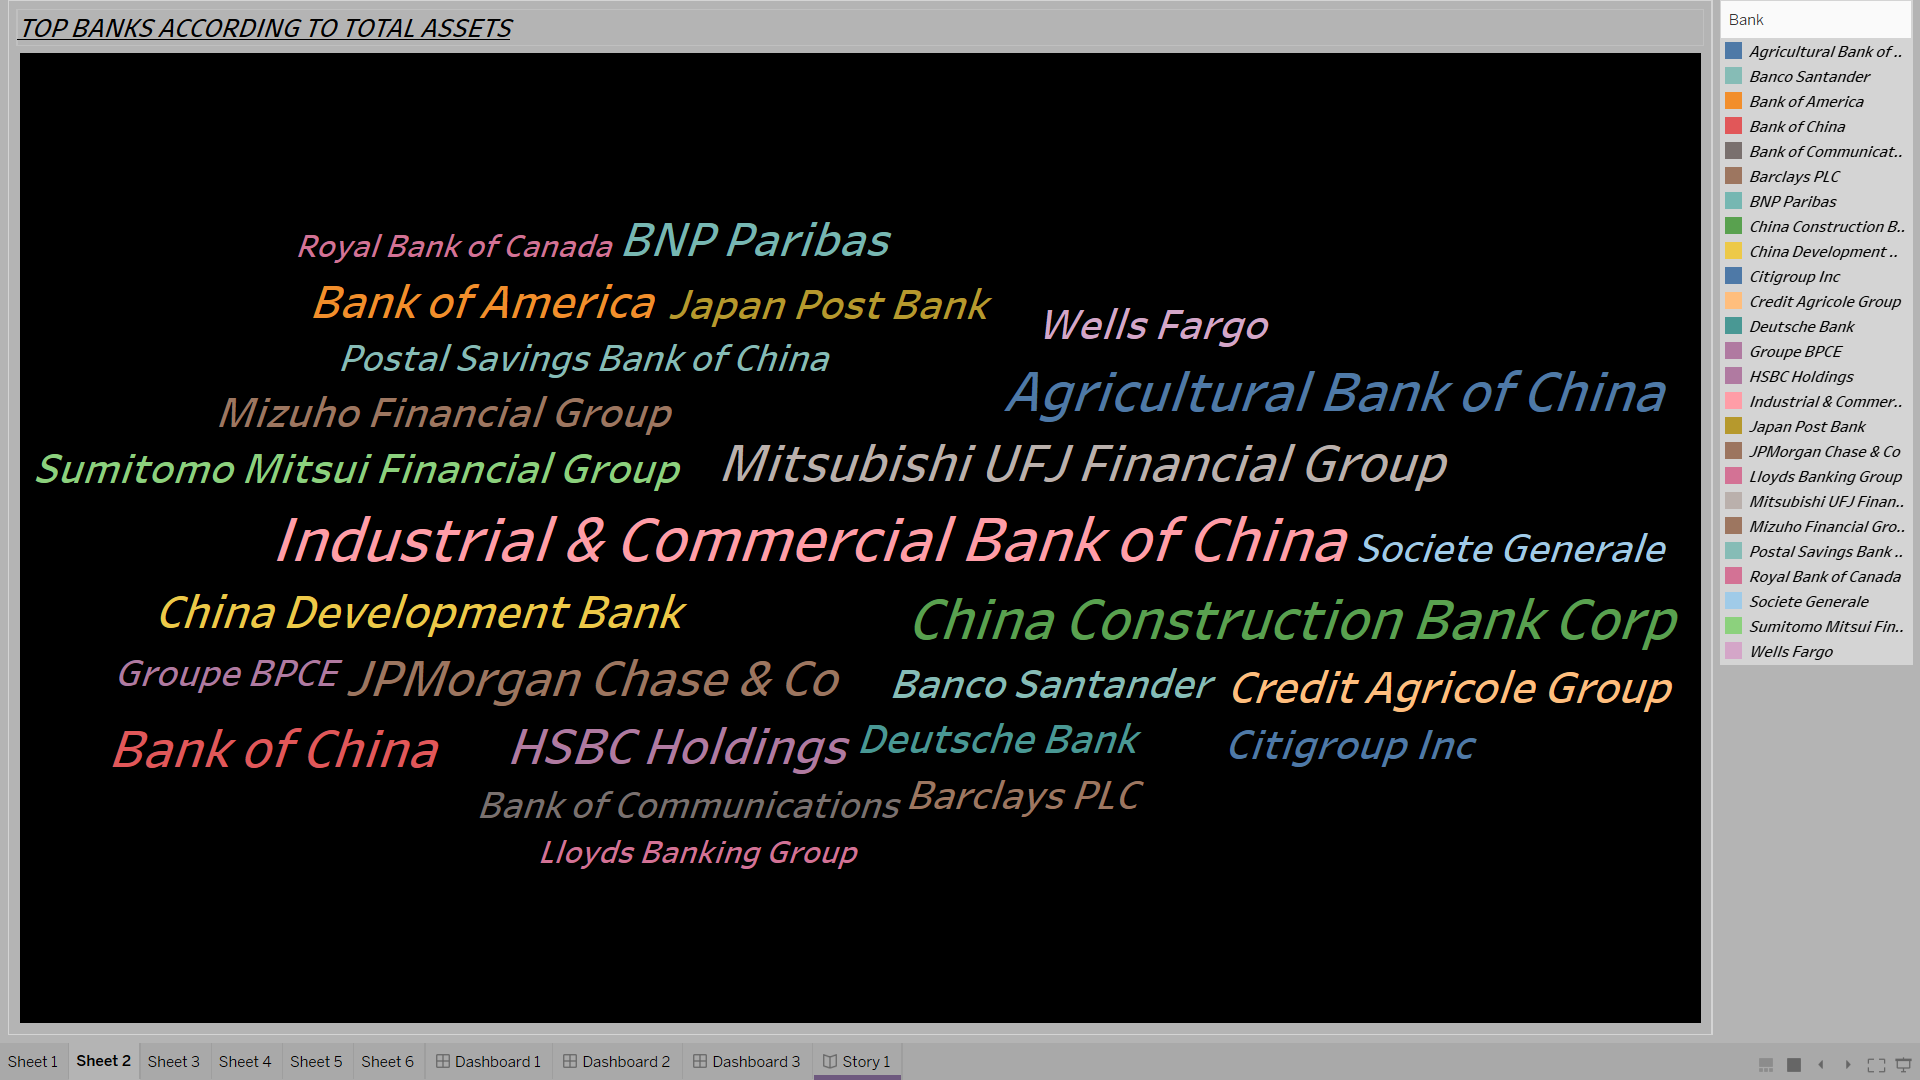 TOP BANKS ACCORDING TO TOTAL ASSETS
Royal Bank of Canada BNP Paribas
Bank of America Japan Post Bank
Wells Fargo
Postal Savings Bank of China
Agricultural Bank of China
Mizuho Financial Group
Sumitomo Mitsui Financial Group Mitsubishi UFJ Financial Group
Industrial & Commercial Bank of China Societe Generale
China Development Bank China Construction Bank Corp
Groupe BPCE JPMorgan Chase & Co Banco Santander Credit Agricole Group
Bank of China HSBC Holdings Deutsche Bank Citigroup Inc
Bank of Communications Barclays PLC
Lloyds Banking Group
Bank
Agricultural Bank of ..
Banco Santander
Bank of America
Bank of China
Bank of Communicat..
Barclays PLC
BNP Paribas
China Construction B..
China Development ..
Citigroup Inc
Credit Agricole Group
Deutsche Bank
Groupe BPCE
HSBC Holdings
Industrial & Commer..
Japan Post Bank
JPMorgan Chase & Co
Lloyds Banking Group
Mitsubishi UFJ Finan..
Mizuho Financial Gro..
Postal Savings Bank ..
Royal Bank of Canada
Societe Generale
Sumitomo Mitsui Fin..
Wells Fargo
Sheet 1 Sheet 2 Sheet 3 Sheet 4 Sheet 5 Sheet 6 Dashboard 1 Dashboard 2 Dashboard 3 Story 1